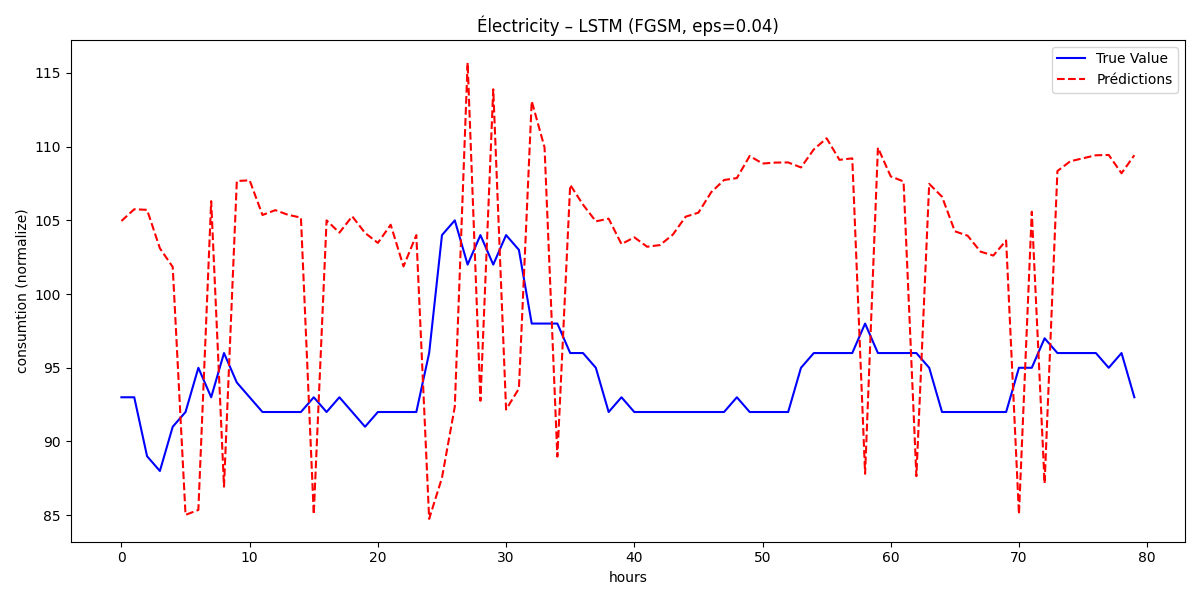 Électricity – LSTM (FGSM, eps=0.04)
True Value
Prédictions
consumtion (normalize)
115
110
105
100
95
90
85
0 10 20 30 40 50 60 70 80
hours